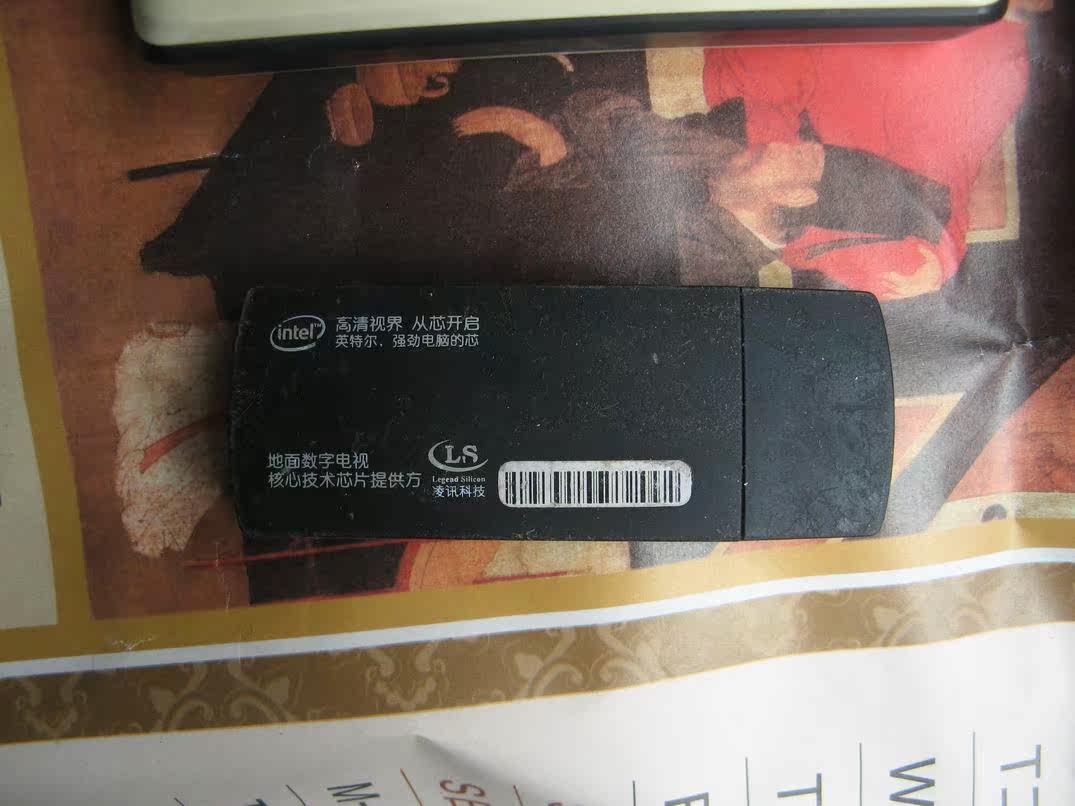 intel™
高清视界 从芯开启
英特尔、强劲电脑的芯
地面数字电视
核心技术芯片提供方
LS
Legend Silicon
凌讯科技
M
T
W
T